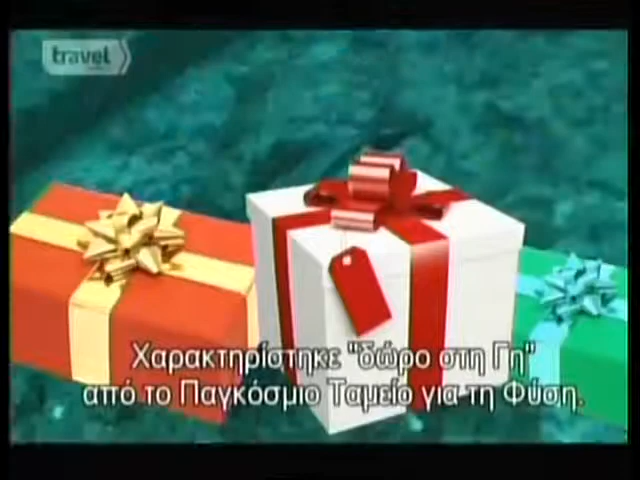 travel
Χαρακτηρίστηκε "δώρο στη Γη"
από το Παγκόσμιο Ταμείο για τη Φύση.